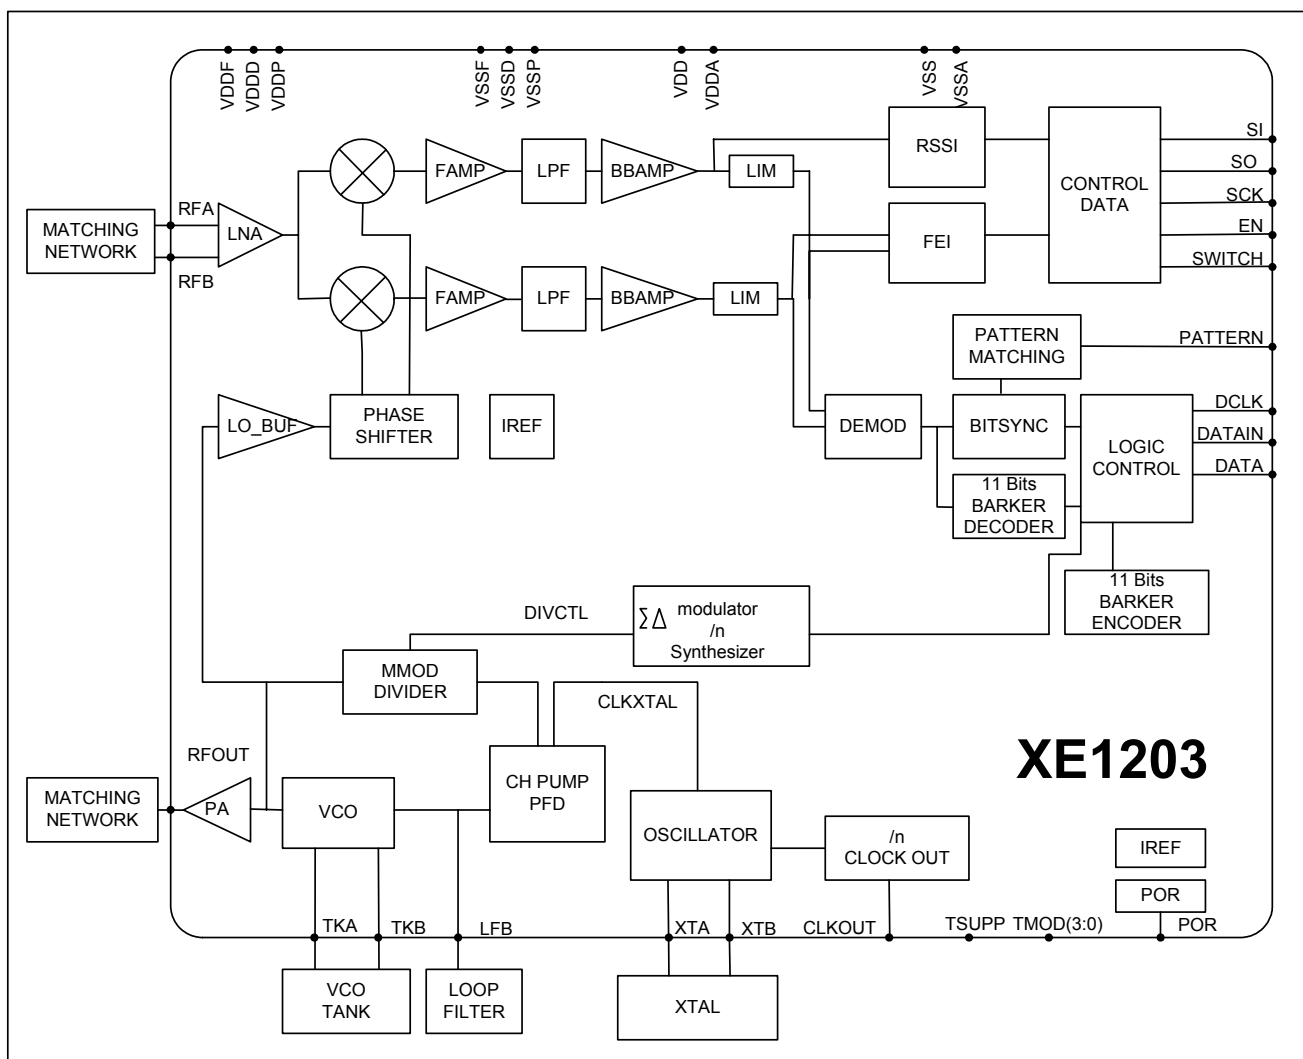 VDDF
VDDD
VDDP
VSSF
VSSD
VSSP
VDD
VDDA
VSS
VSSA
RSSI
CONTROL
DATA
SI
SO
SCK
EN
SWITCH
FAMP
LPF
BBAMP
LIM
MATCHING
NETWORK
RFA
RFB
LNA
FEI
FAMP
LPF
BBAMP
LIM
PATTERN
MATCHING
PATTERN
LO_BUF
PHASE
SHIFTER
IREF
DEMOD
BITSYNC
LOGIC
CONTROL
DCLK
DATAIN
DATA
11 Bits
BARKER
DECODER
11 Bits
BARKER
ENCODER
DIVCTL
ΣΔ modulator
/n
Synthesizer
MMOD
DIVIDER
CLKXTAL
XE1203
RFOUT
MATCHING
NETWORK
PA
VCO
CH PUMP
PFD
OSCILLATOR
/n
CLOCK OUT
IREF
POR
TKA
TKB
LFB
XTA
XTB
CLKOUT
TSUPP
TMOD(3:0)
POR
VCO
TANK
LOOP
FILTER
XTAL